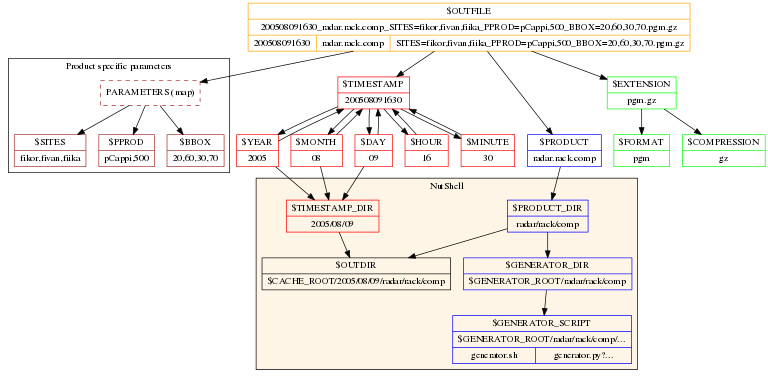 $OUTFILE
200508091630_radar.rack.comp_SITES=fikor,fivan,fiika_PPROD=pCappi,500_BBOX=20,60,30,70.pgm.gz
200508091630 radar.rack.comp SITES=fikor,fivan,fiika_PPROD=pCappi,500_BBOX=20,60,30,70.pgm.gz
Product specific parameters
PARAMETERS (map)
$TIMESTAMP
200508091630
$EXTENSION
pgm.gz
$SITES
fikor,fivan,fiika
$PPROD
pCappi,500
$BBOX
20,60,30,70
$YEAR
2005
$MONTH
08
$DAY
09
$HOUR
16
$MINUTE
30
$PRODUCT
radar.rack.comp
$FORMAT
pgm
$COMPRESSION
gz
NutShell
$TIMESTAMP_DIR
2005/08/09
$PRODUCT_DIR
radar/rack/comp
$OUTDIR
$CACHE_ROOT/2005/08/09/radar/rack/comp
$GENERATOR_DIR
$GENERATOR_ROOT/radar/rack/comp
$GENERATOR_SCRIPT
$GENERATOR_ROOT/radar/rack/comp/...
generator.sh generator.py?...